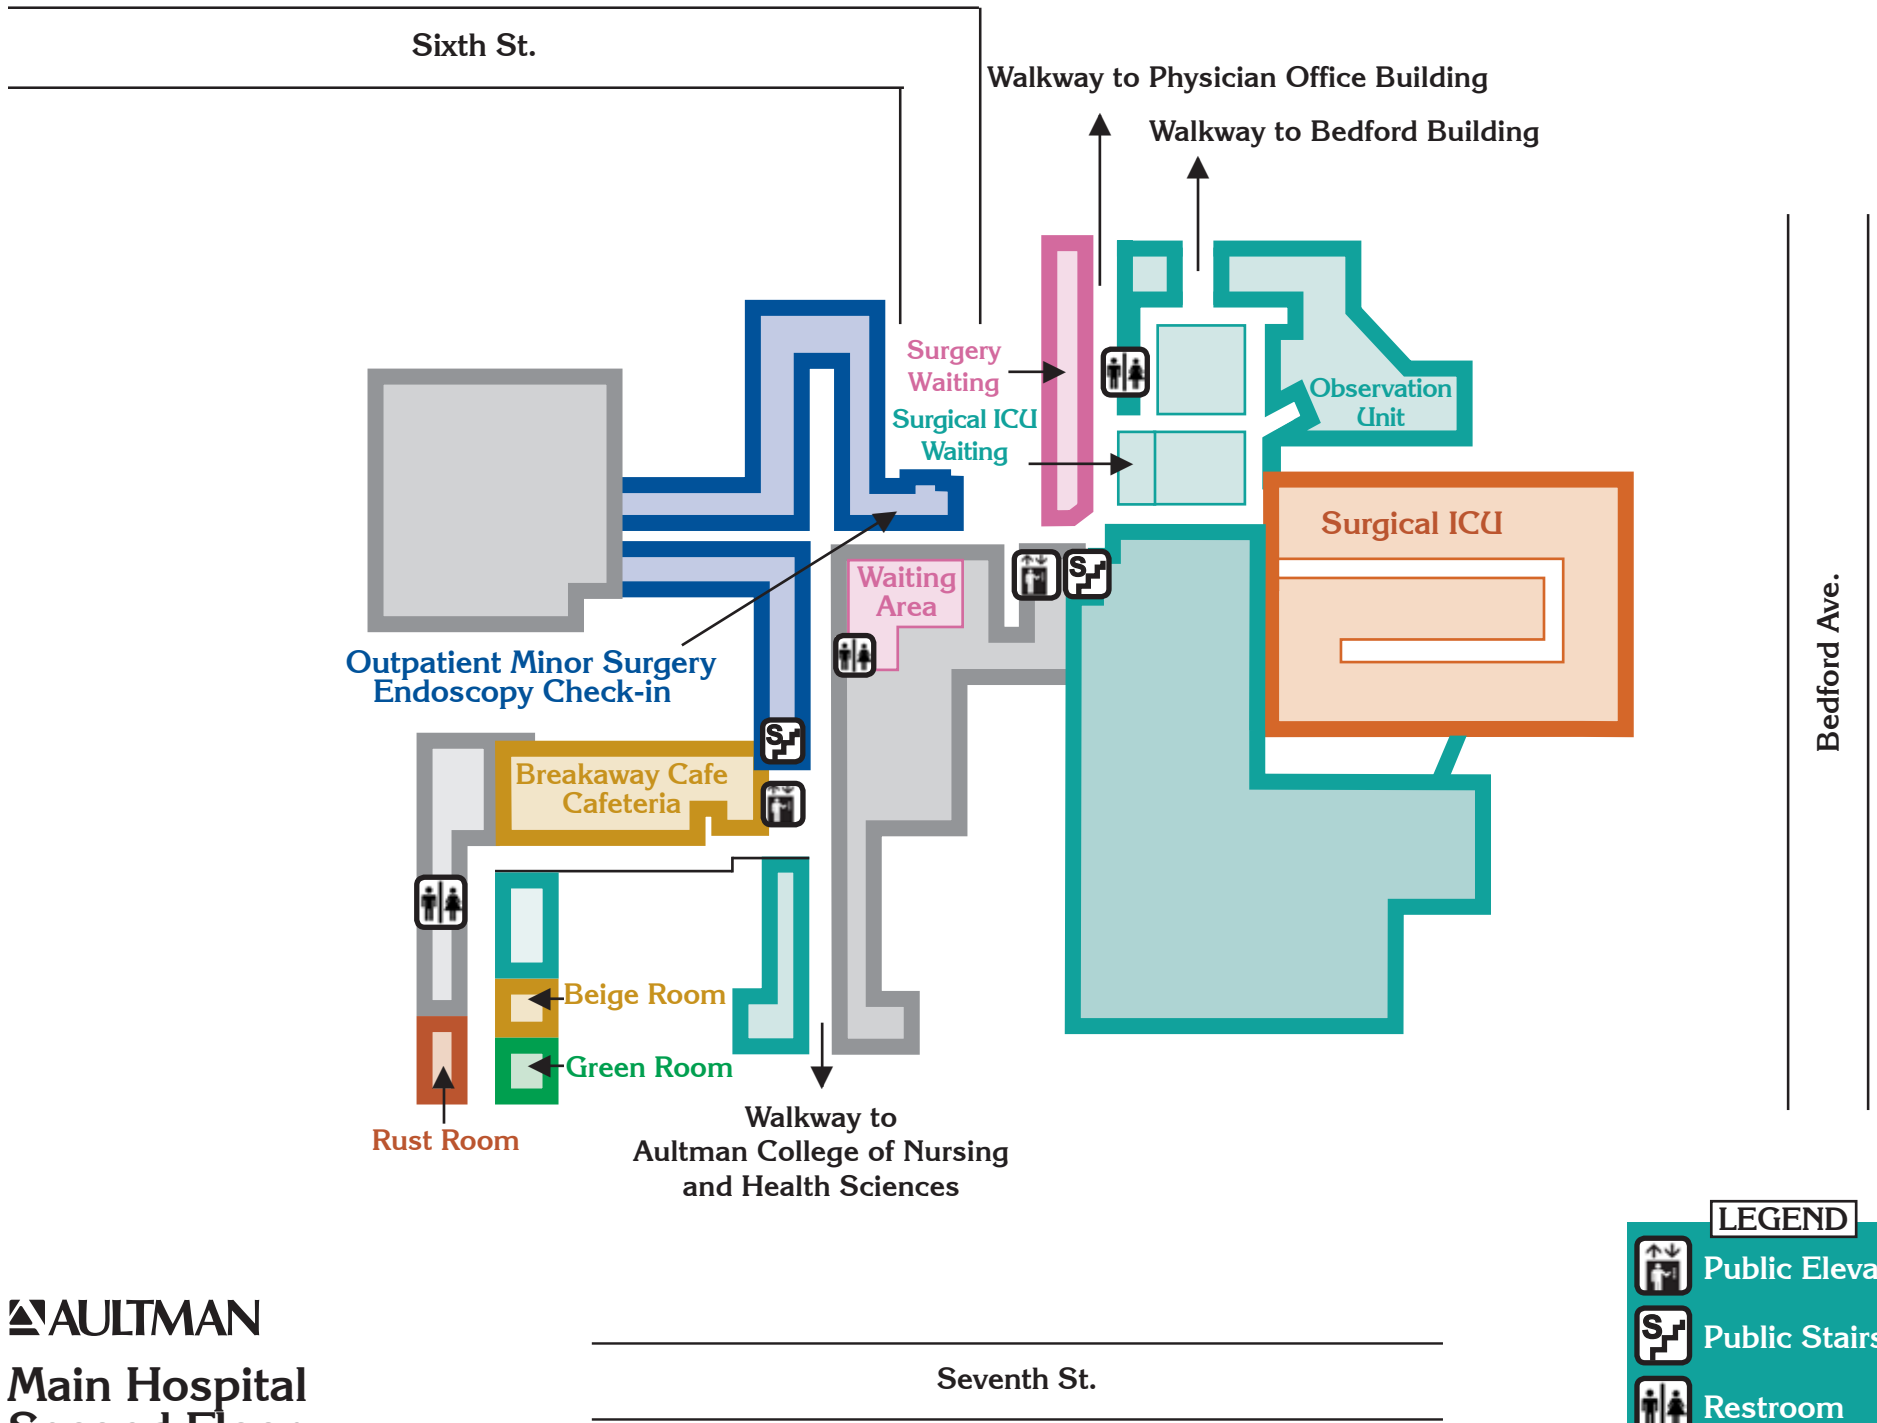 Sixth St.
Walkway to Physician Office Building
Walkway to Bedford Building
Surgery
Waiting
Surgical ICU
Waiting
Observation
Unit
Surgical ICU
Waiting
Area
S
S
Outpatient Minor Surgery
Endoscopy Check-in
Breakaway Cafe
Cafeteria
Beige Room
Green Room
Rust Room
Walkway to
Aultman College of Nursing
and Health Sciences
Bedford Ave.
LEGEND
Public Eleva
S
Public Stairs
Restroom
AULTMAN
Main Hospital
Second Floor
Seventh St.